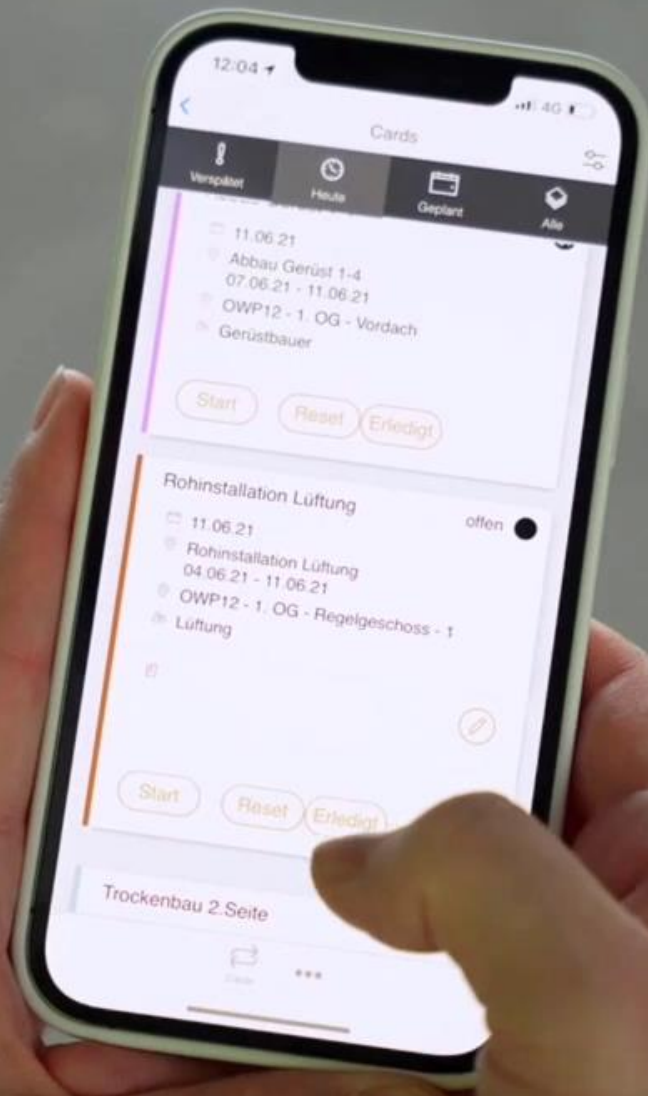 12:04
4G
Cards
Verspätet
Heute
Geplant
Alle
11.06.21
Abbau Gerüst 1-4
07.06.21 - 11.06.21
OWP12 - 1. OG - Vordach
Gerüstbauer
Start
Reset
Erledigt
Rohinstallation Lüftung
offen
11.06.21
Rohinstallation Lüftung
04.06.21 - 11.06.21
OWP12 - 1. OG - Regelgeschoss - 1
Lüftung
Start
Reset
Erledigt
Trockenbau 2.Seite